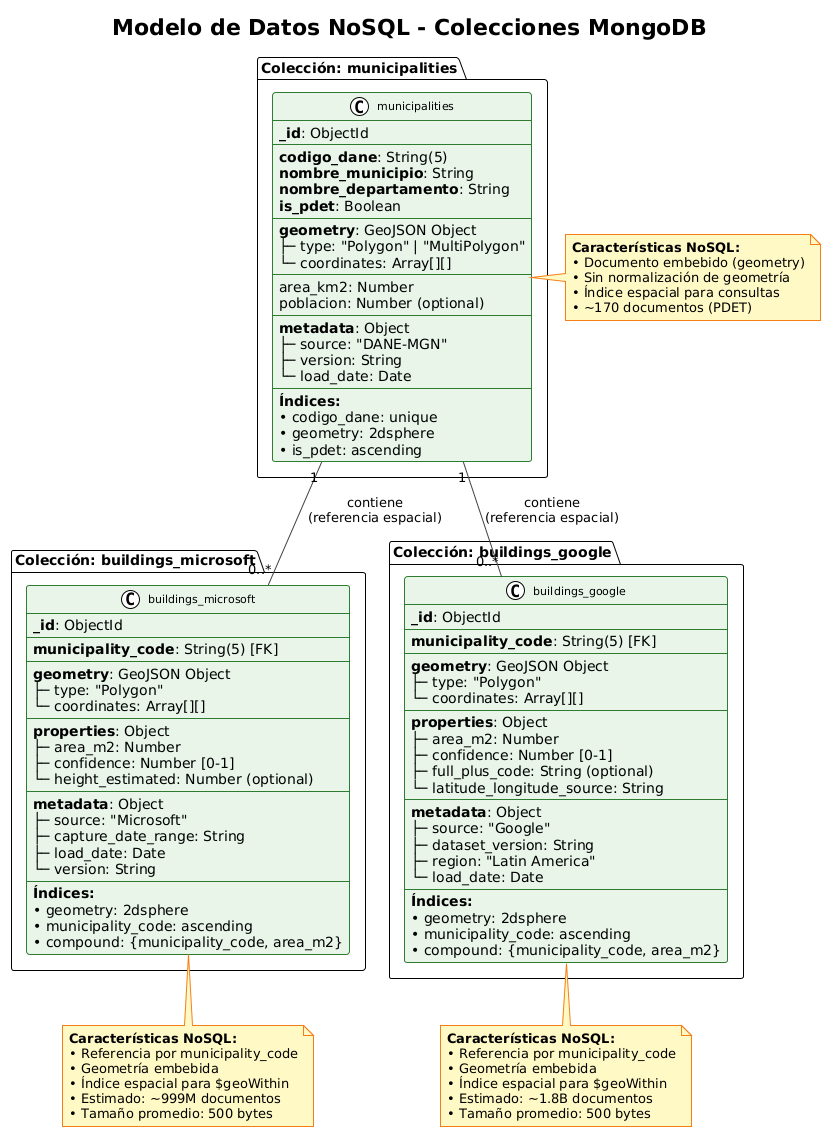 Modelo de Datos NoSQL - Colecciones MongoDB
Colección: municipalities
C municipalities
_id: ObjectId
codigo_dane: String(5)
nombre_municipio: String
nombre_departamento: String
is_pdet: Boolean
geometry: GeoJSON Object
├─ type: "Polygon" | "MultiPolygon"
└─ coordinates: Array[][]
area_km2: Number
poblacion: Number (optional)
metadata: Object
├─ source: "DANE-MGN"
├─ version: String
└─ load_date: Date
Índices:
• codigo_dane: unique
• geometry: 2dsphere
• is_pdet: ascending
Características NoSQL:
• Documento embebido (geometry)
• Sin normalización de geometría
• Índice espacial para consultas
• ~170 documentos (PDET)
1
contiene
(referencia espacial)
0..*
1
contiene
(referencia espacial)
0..*
Colección: buildings_microsoft
C buildings_microsoft
_id: ObjectId
municipality_code: String(5) [FK]
geometry: GeoJSON Object
├─ type: "Polygon"
└─ coordinates: Array[][]
properties: Object
├─ area_m2: Number
├─ confidence: Number [0-1]
└─ height_estimated: Number (optional)
metadata: Object
├─ source: "Microsoft"
├─ capture_date_range: String
├─ load_date: Date
└─ version: String
Índices:
• geometry: 2dsphere
• municipality_code: ascending
• compound: {municipality_code, area_m2}
Características NoSQL:
• Referencia por municipality_code
• Geometría embebida
• Índice espacial para $geoWithin
• Estimado: ~999M documentos
• Tamaño promedio: 500 bytes
Colección: buildings_google
C buildings_google
_id: ObjectId
municipality_code: String(5) [FK]
geometry: GeoJSON Object
├─ type: "Polygon"
└─ coordinates: Array[][]
properties: Object
├─ area_m2: Number
├─ confidence: Number [0-1]
├─ full_plus_code: String (optional)
└─ latitude_longitude_source: String
metadata: Object
├─ source: "Google"
├─ dataset_version: String
├─ region: "Latin America"
└─ load_date: Date
Índices:
• geometry: 2dsphere
• municipality_code: ascending
• compound: {municipality_code, area_m2}
Características NoSQL:
• Referencia por municipality_code
• Geometría embebida
• Índice espacial para $geoWithin
• Estimado: ~1.8B documentos
• Tamaño promedio: 500 bytes